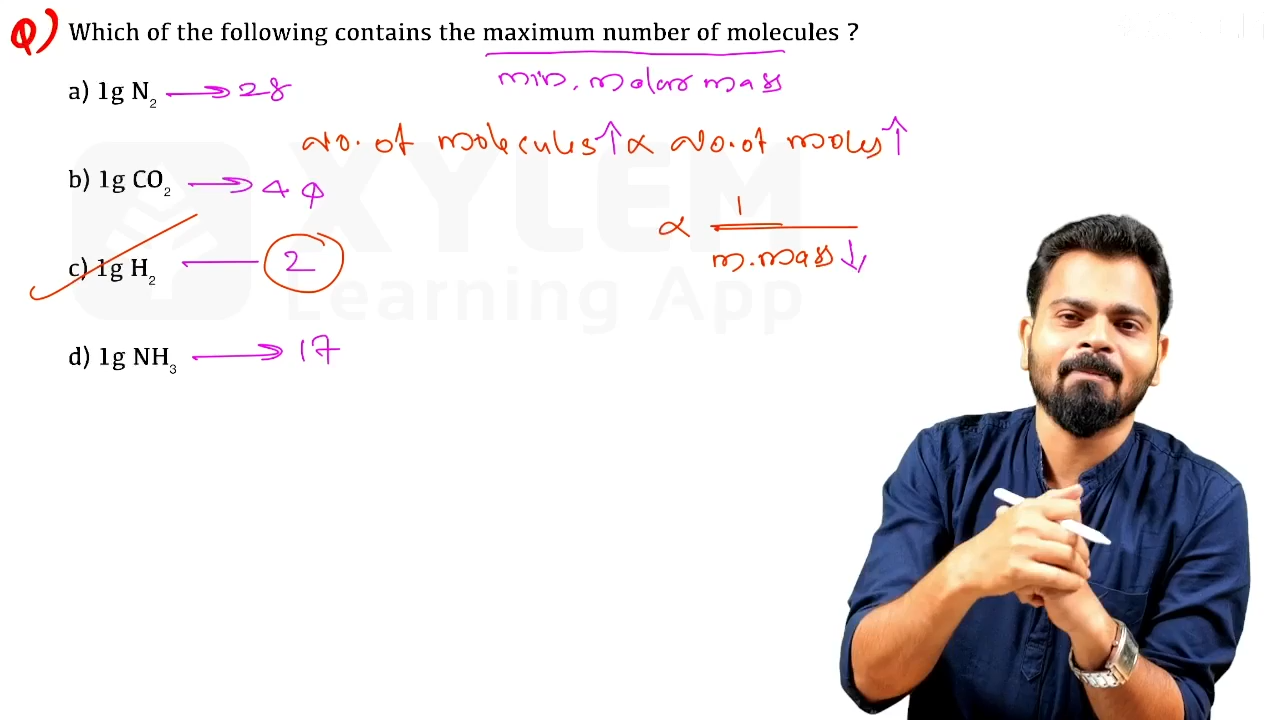 Q) Which of the following contains the maximum number of molecules ?
min. molar mass
a) 1g N₂ → 28
No. of molecules ↑ ∝ No. of moles ↑
b) 1g CO₂ → 44
∝ 1 / m.mass ↓
c) 1g H₂ — 2
d) 1g NH₃ → 17
XYLEM
Learning App